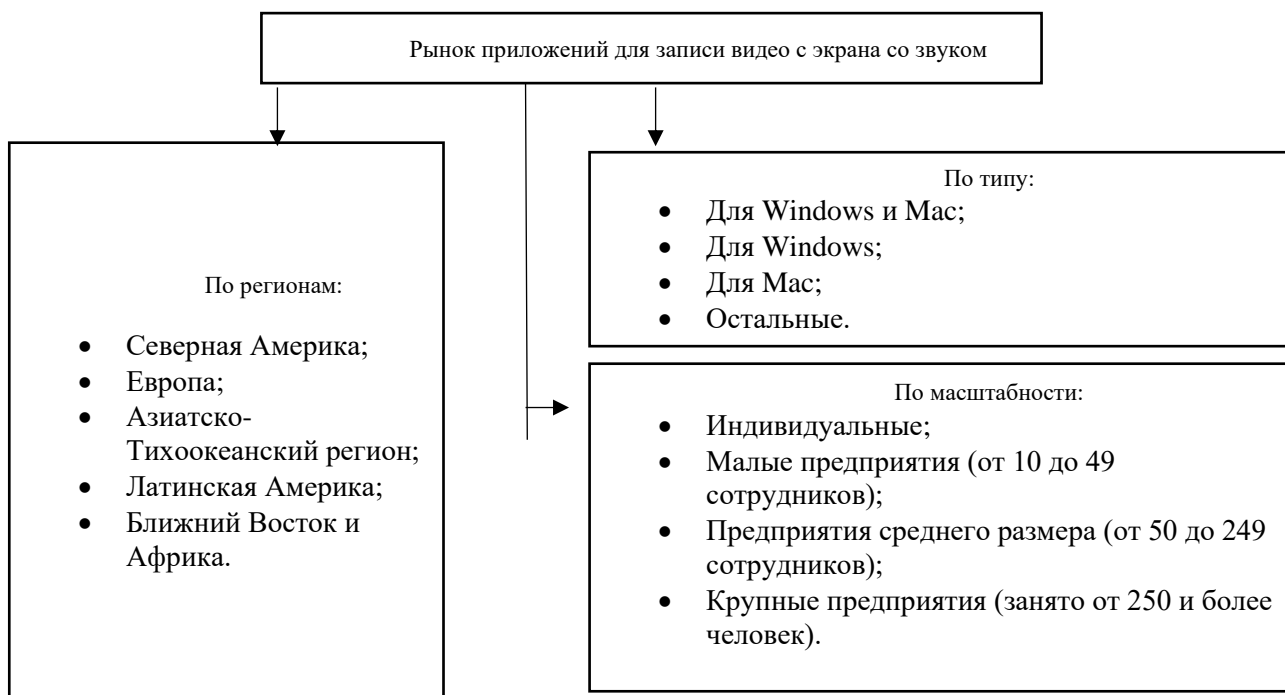 Рынок приложений для записи видео с экрана со звуком
По регионам:
• Северная Америка;
• Европа;
• Азиатско-
Тихоокеанский регион;
• Латинская Америка;
• Ближний Восток и
Африка.
По типу:
• Для Windows и Mac;
• Для Windows;
• Для Mac;
• Остальные.
По масштабности:
• Индивидуальные;
• Малые предприятия (от 10 до 49
сотрудников);
• Предприятия среднего размера (от 50 до 249
сотрудников);
• Крупные предприятия (занято от 250 и более
человек).